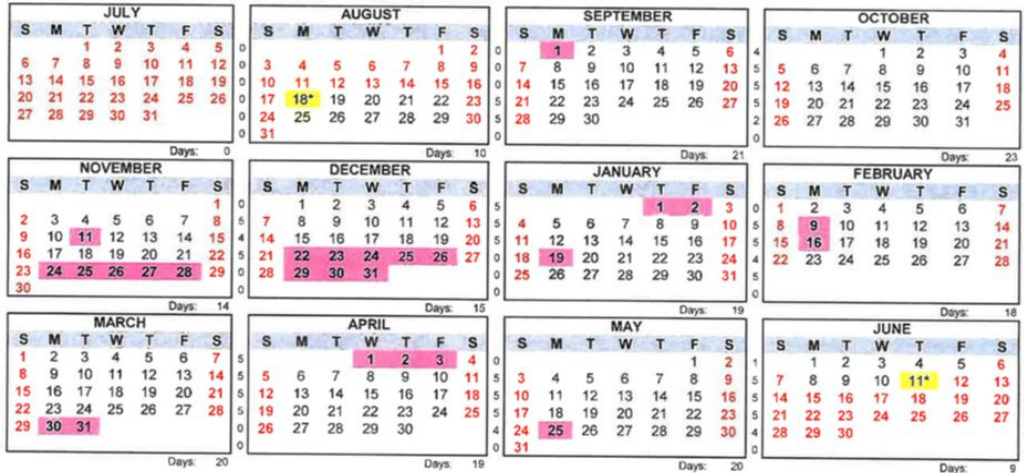 JULY
S M T W T F S
1 2 3 4 5 0
6 7 8 9 10 11 12 0
13 14 15 16 17 18 19 0
20 21 22 23 24 25 26 0
27 28 29 30 31 0
0
Days: 0
AUGUST
S M T W T F S
1 2 0
3 4 5 6 7 8 9 0
10 11 12 13 14 15 16 0
17 18* 19 20 21 22 23 5
24 25 26 27 28 29 30 5
31 0
Days: 10
SEPTEMBER
S M T W T F S
1 2 3 4 5 6 4
7 8 9 10 11 12 13 5
14 15 16 17 18 19 20 5
21 22 23 24 25 26 27 5
28 29 30 2
0
Days: 21
OCTOBER
S M T W T F S
1 2 3 4
5 6 7 8 9 10 11
12 13 14 15 16 17 18
19 20 21 22 23 24 25
26 27 28 29 30 31
Days: 23
NOVEMBER
S M T W T F S
1
2 3 4 5 6 7 8
9 10 11 12 13 14 15
16 17 18 19 20 21 22
23 24 25 26 27 28 29
30
Days: 14
DECEMBER
S M T W T F S
1 2 3 4 5 6
7 8 9 10 11 12 13
14 15 16 17 18 19 20
21 22 23 24 25 26 27
28 29 30 31
Days: 15
JANUARY
S M T W T F S
1 2 3
4 5 6 7 8 9 10
11 12 13 14 15 16 17
18 19 20 21 22 23 24
25 26 27 28 29 30 31
Days: 19
FEBRUARY
S M T W T F S
1 2 3 4 5 6 7
8 9 10 11 12 13 14
15 16 17 18 19 20 21
22 23 24 25 26 27 28
Days: 18
MARCH
S M T W T F S
1 2 3 4 5 6 7
8 9 10 11 12 13 14
15 16 17 18 19 20 21
22 23 24 25 26 27 28
29 30 31
Days: 20
APRIL
S M T W T F S
1 2 3 4
5 6 7 8 9 10 11
12 13 14 15 16 17 18
19 20 21 22 23 24 25
26 27 28 29 30
Days: 19
MAY
S M T W T F S
1 2
3 4 5 6 7 8 9
10 11 12 13 14 15 16
17 18 19 20 21 22 23
24 25 26 27 28 29 30
31
Days: 20
JUNE
S M T W T F S
1 2 3 4 5 6
7 8 9 10 11* 12 13
14 15 16 17 18 19 20
21 22 23 24 25 26 27
28 29 30
Days: 9